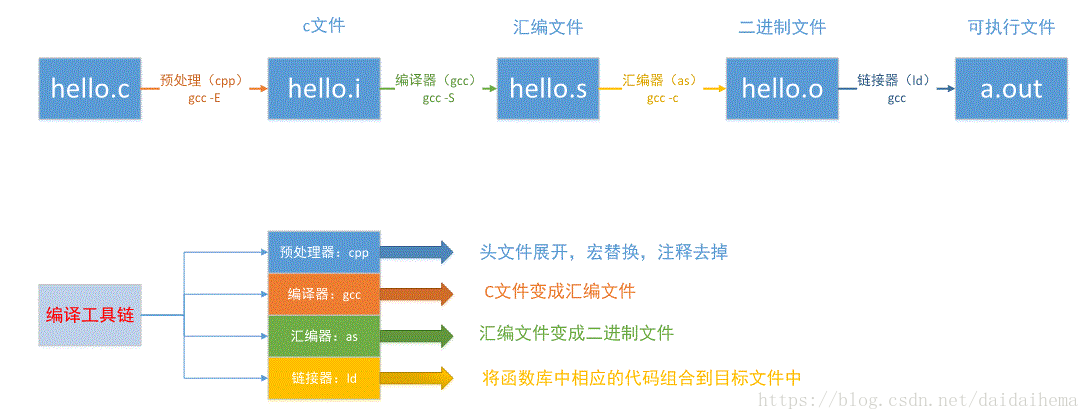 c文件 汇编文件 二进制文件 可执行文件
hello.c 预处理（cpp） hello.i 编译器（gcc） hello.s 汇编器（as） hello.o 链接器（ld） a.out
gcc -E gcc -S gcc -c gcc
预处理器：cpp 头文件展开，宏替换，注释去掉
编译器：gcc C文件变成汇编文件
编译工具链
汇编器：as 汇编文件变成二进制文件
链接器：ld 将函数库中相应的代码组合到目标文件中
https://blog.csdn.net/daidaihema